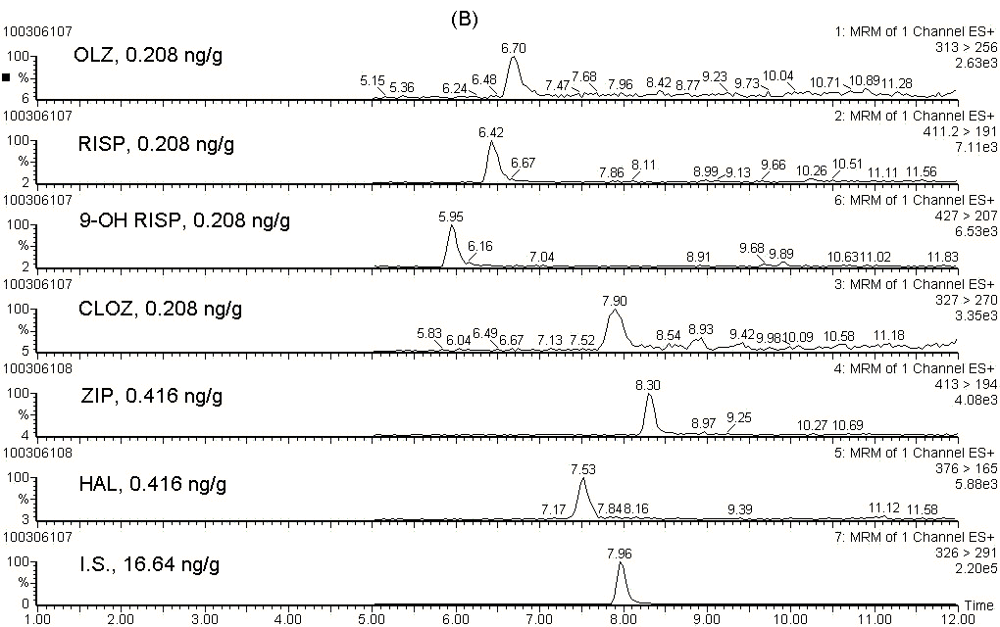 (B)
100306107
1: MRM of 1 Channel ES+
313 > 256
2.63e3
OLZ, 0.208 ng/g
100
%
6
5.15 5.36 6.24 6.48 6.70 7.47 7.68 7.96 8.42 8.77 9.23 9.73 10.04 10.71 10.89 11.28
100306107
2: MRM of 1 Channel ES+
411.2 > 191
7.11e3
RISP, 0.208 ng/g
100
%
2
6.42 6.67 7.86 8.11 8.99 9.13 9.66 10.26 10.51 11.11 11.56
100306107
6: MRM of 1 Channel ES+
427 > 207
6.53e3
9-OH RISP, 0.208 ng/g
100
%
2
5.95 6.16 7.04 8.91 9.68 9.89 10.63 11.02 11.83
100306107
3: MRM of 1 Channel ES+
327 > 270
3.35e3
CLOZ, 0.208 ng/g
100
%
5
5.83 6.04 6.49 6.67 7.13 7.52 7.90 8.54 8.93 9.42 9.98 10.09 10.58 11.18
100306108
4: MRM of 1 Channel ES+
413 > 194
4.08e3
ZIP, 0.416 ng/g
100
%
4
8.30 8.97 9.25 10.27 10.69
100306108
5: MRM of 1 Channel ES+
376 > 165
5.88e3
HAL, 0.416 ng/g
100
%
3
7.17 7.53 7.84 8.16 9.39 11.12 11.58
100306107
7: MRM of 1 Channel ES+
326 > 291
2.20e5
I.S., 16.64 ng/g
100
%
0
7.96
Time
1.00 2.00 3.00 4.00 5.00 6.00 7.00 8.00 9.00 10.00 11.00 12.00